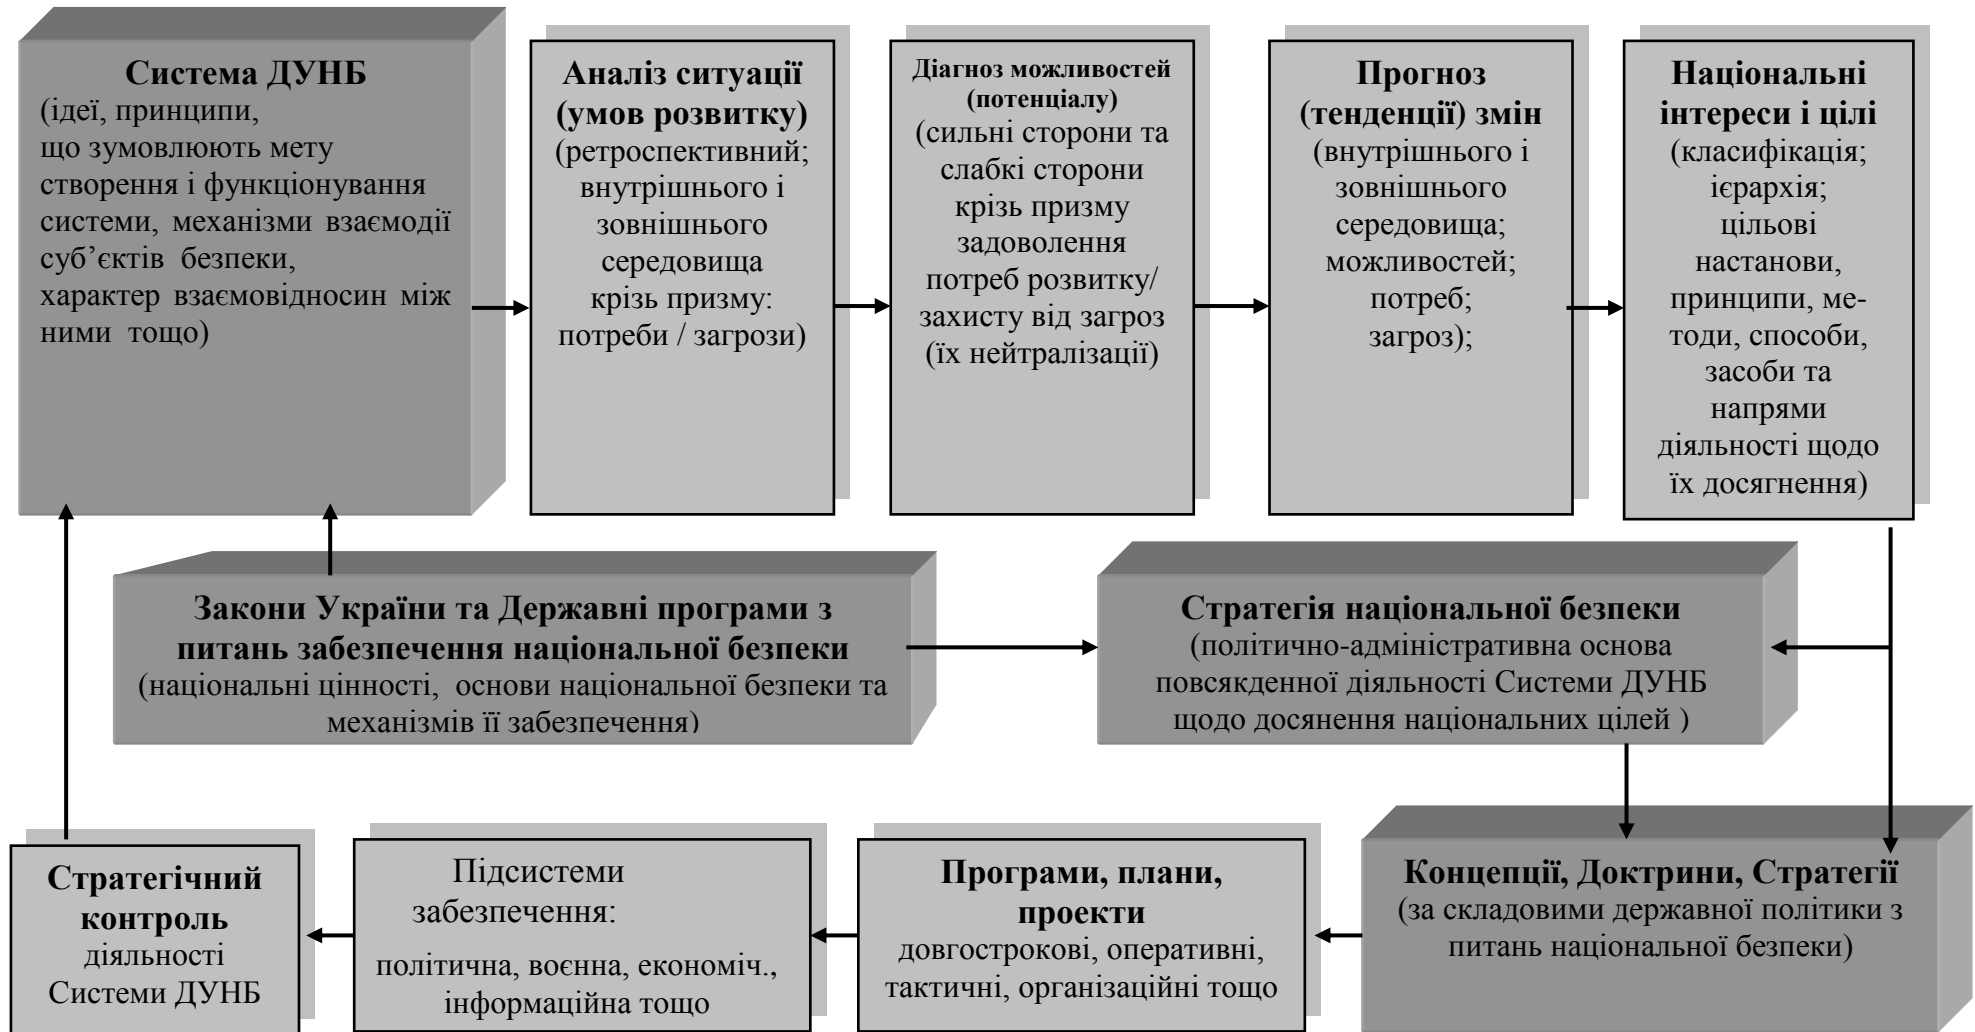 Система ДУНБ
(ідеї, принципи,
що зумовлюють мету
створення і функціонування
системи, механізми взаємодії
суб’єктів безпеки,
характер взаємовідносин між
ними тощо)
Аналіз ситуації
(умов розвитку)
(ретроспективний;
внутрішнього і
зовнішнього
середовища
крізь призму:
потреби / загрози)
Діагноз можливостей
(потенціалу)
(сильні сторони та
слабкі сторони
крізь призму
задоволення
потреб розвитку/
захисту від загроз
(їх нейтралізації)
Прогноз
(тенденції) змін
(внутрішнього і
зовнішнього
середовища;
можливостей;
потреб;
загроз);
Національні
інтереси і цілі
(класифікація;
ієрархія;
цільові
настанови,
принципи, ме-
тоди, способи,
засоби та
напрями
діяльності щодо
їх досягнення)
Закони України та Державні програми з
питань забезпечення національної безпеки
(національні цінності, основи національної безпеки та
механізмів її забезпечення)
Стратегія національної безпеки
(політично-адміністративна основа
повсякденної діяльності Системи ДУНБ
щодо досянення національних цілей )
Стратегічний
контроль
діяльності
Системи ДУНБ
Підсистеми
забезпечення:
політична, воєнна, економіч.,
інформаційна тощо
Програми, плани,
проекти
довгострокові, оперативні,
тактичні, організаційні тощо
Концепції, Доктрини, Стратегії
(за складовими державної політики з
питань національної безпеки)